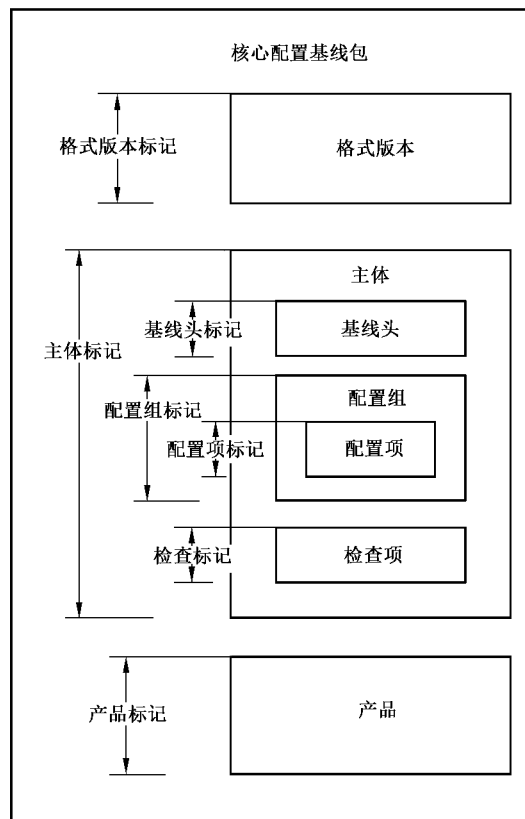 核心配置基线包
格式版本标记
格式版本
主体
基线头标记
基线头
主体标记
配置组
配置组标记
配置项标记
配置项
检查标记
检查项
产品标记
产品